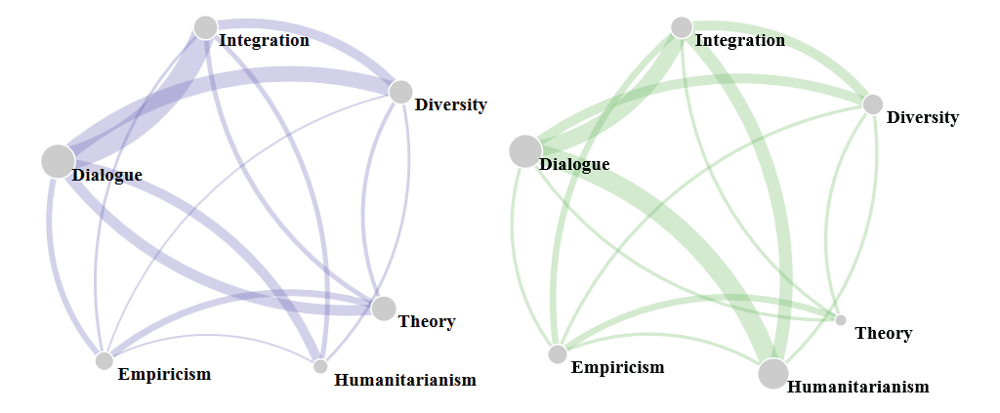 Integration
Diversity
Dialogue
Theory
Empiricism
Humanitarianism
Integration
Diversity
Dialogue
Theory
Empiricism
Humanitarianism